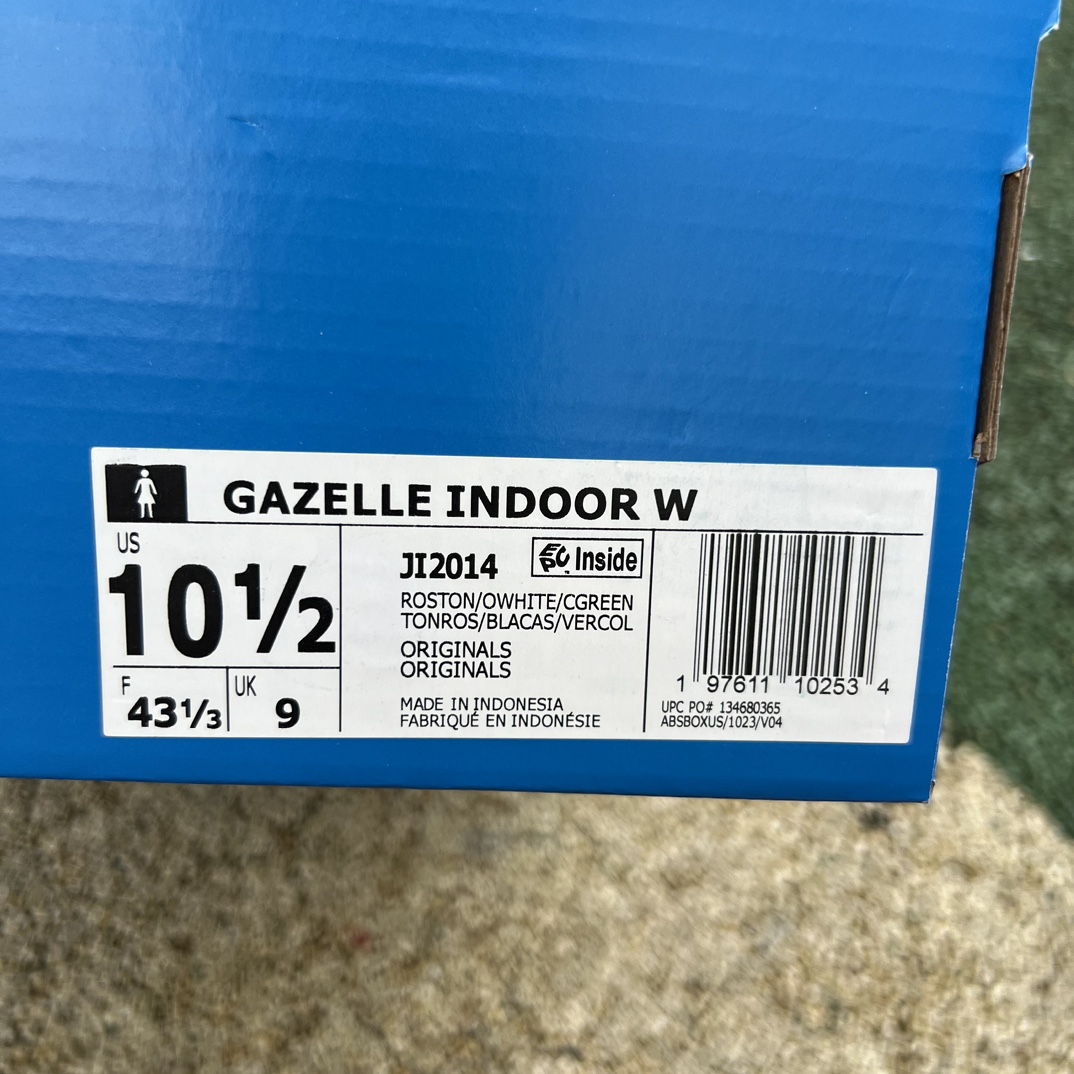 GAZELLE INDOOR W
US
10½
F
43⅓
UK
9
JI2014
EPC Inside
ROSTON/OWHITE/CGREEN
TONROS/BLACAS/VERCOL
ORIGINALS
ORIGINALS
MADE IN INDONESIA
FABRIQUÉ EN INDONÉSIE
1 97611 10253 4
UPC PO# 134680365
ABSBOXUS/1023/V04